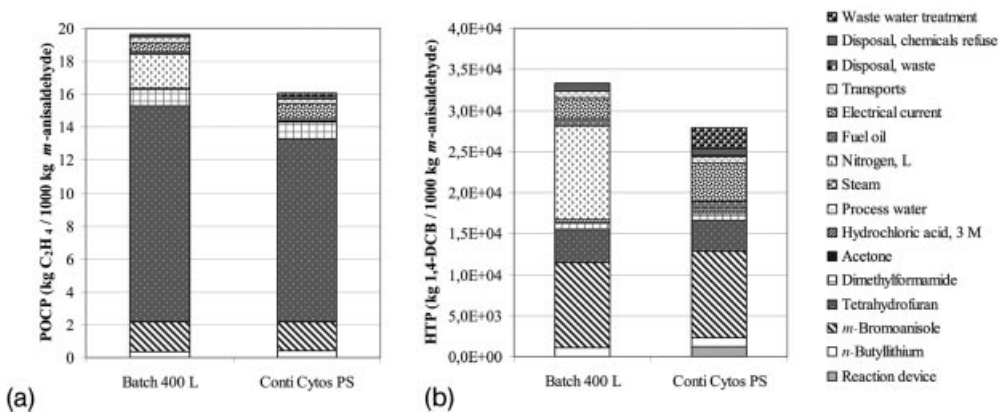 (a)
POCP (kg C₂H₄ / 1000 kg m-anisaldehyde)
20
18
16
14
12
10
8
6
4
2
0
Batch 400 L
Conti Cytos PS
(b)
HTP (kg 1,4-DCB / 1000 kg m-anisaldehyde)
4,0E+04
3,5E+04
3,0E+04
2,5E+04
2,0E+04
1,5E+04
1,0E+04
5,0E+03
0,0E+00
Batch 400 L
Conti Cytos PS
Waste water treatment
Disposal, chemicals refuse
Disposal, waste
Transports
Electrical current
Fuel oil
Nitrogen, L
Steam
Process water
Hydrochloric acid, 3 M
Acetone
Dimethylformamide
Tetrahydrofuran
m-Bromoanisole
n-Butyllithium
Reaction device